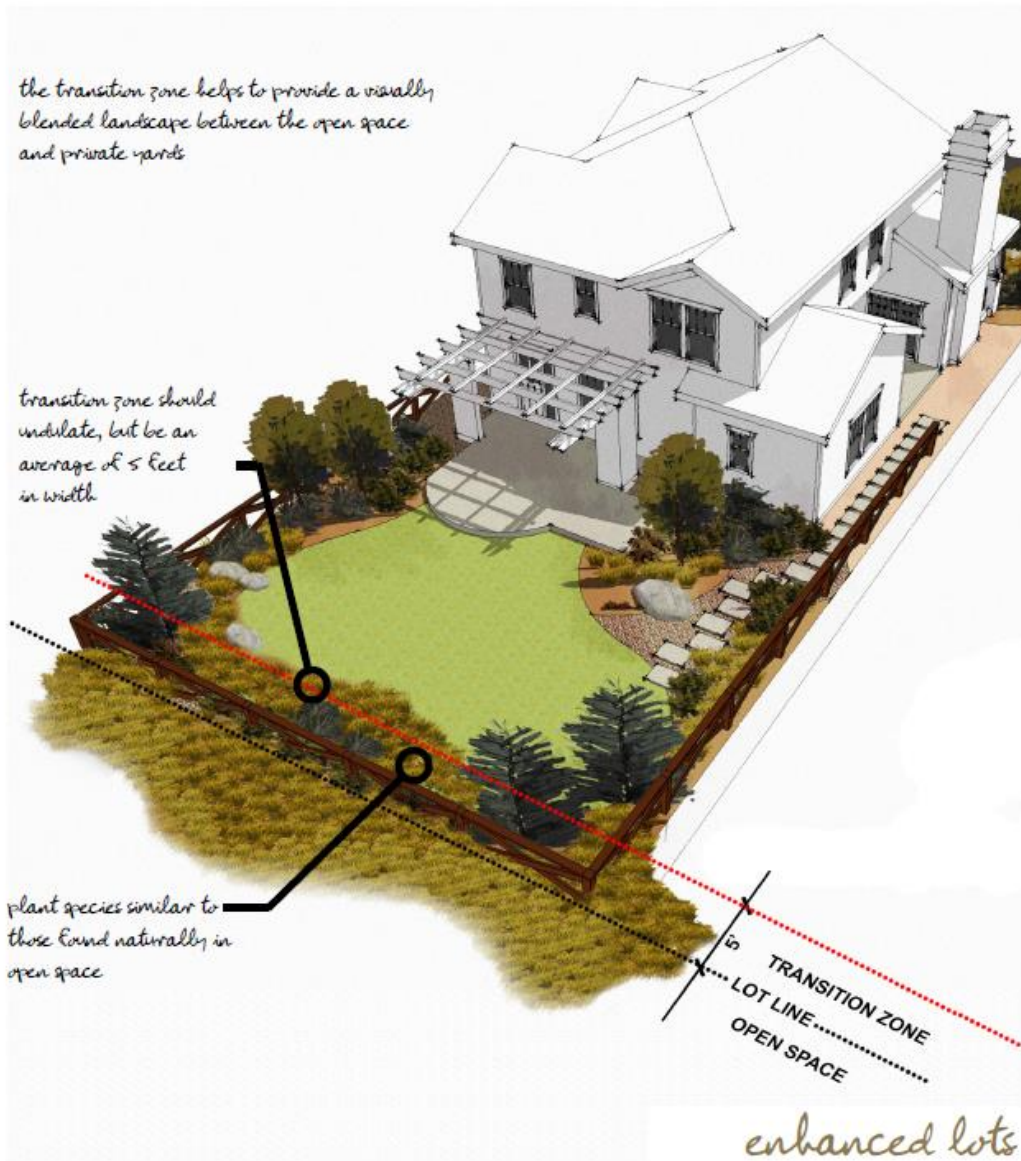 the transition zone helps to provide a visually
blended landscape between the open space
and private yards
transition zone should
undulate, but be an
average of 5 feet
in width
plant species similar to
those found naturally in
open space
5'
TRANSITION ZONE
LOT LINE
OPEN SPACE
enhanced lots